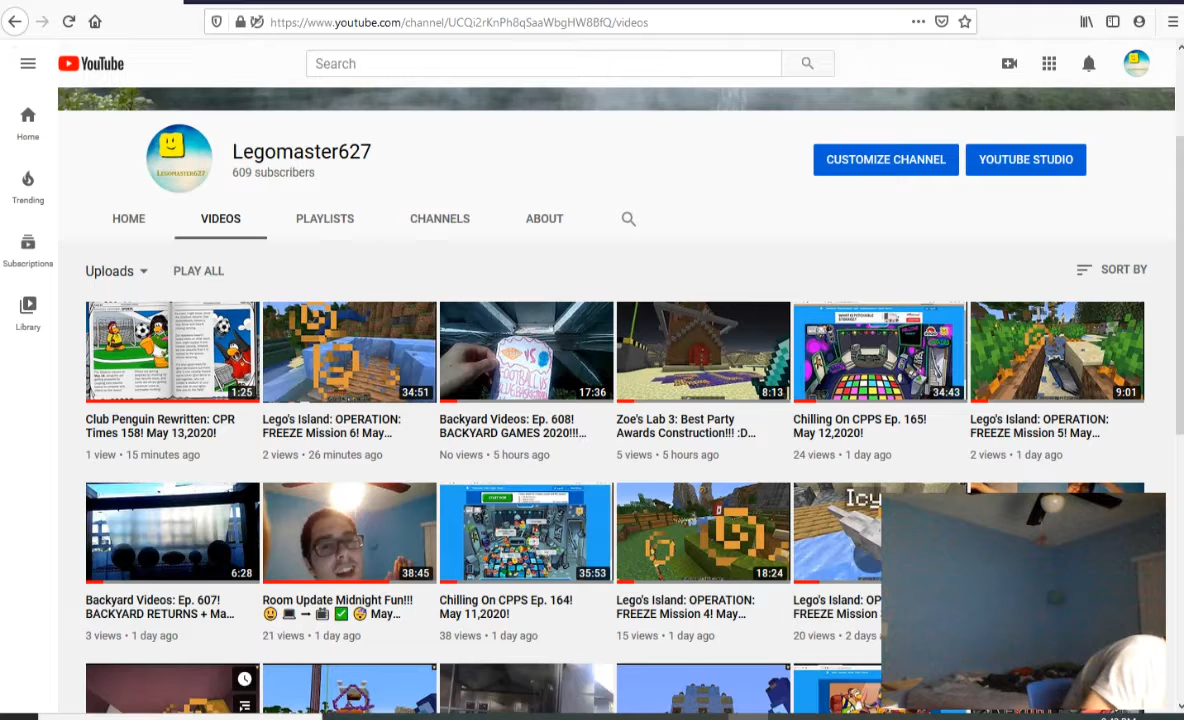 https://www.youtube.com/channel/UCQi2rKnPh8qSaaWbgHW8BfQ/videos
YouTube
Search
Home
Trending
Subscriptions
Library
Legomaster627
609 subscribers
CUSTOMIZE CHANNEL
YOUTUBE STUDIO
HOME
VIDEOS
PLAYLISTS
CHANNELS
ABOUT
Uploads
PLAY ALL
SORT BY
1:25
Club Penguin Rewritten: CPR
Times 158! May 13,2020!
1 view • 15 minutes ago
34:51
Lego's Island: OPERATION:
FREEZE Mission 6! May...
2 views • 26 minutes ago
17:36
Backyard Videos: Ep. 608!
BACKYARD GAMES 2020!!!...
No views • 5 hours ago
8:13
Zoe's Lab 3: Best Party
Awards Construction!!! :D...
5 views • 5 hours ago
34:43
Chilling On CPPS Ep. 165!
May 12,2020!
24 views • 1 day ago
9:01
Lego's Island: OPERATION:
FREEZE Mission 5! May...
2 views • 1 day ago
6:28
Backyard Videos: Ep. 607!
BACKYARD RETURNS + Ma...
3 views • 1 day ago
38:45
Room Update Midnight Fun!!!
May...
21 views • 1 day ago
35:53
Chilling On CPPS Ep. 164!
May 11,2020!
38 views • 1 day ago
18:24
Lego's Island: OPERATION:
FREEZE Mission 4! May...
15 views • 1 day ago
Icy
Lego's Island: OP
FREEZE Mission
20 views • 2 days